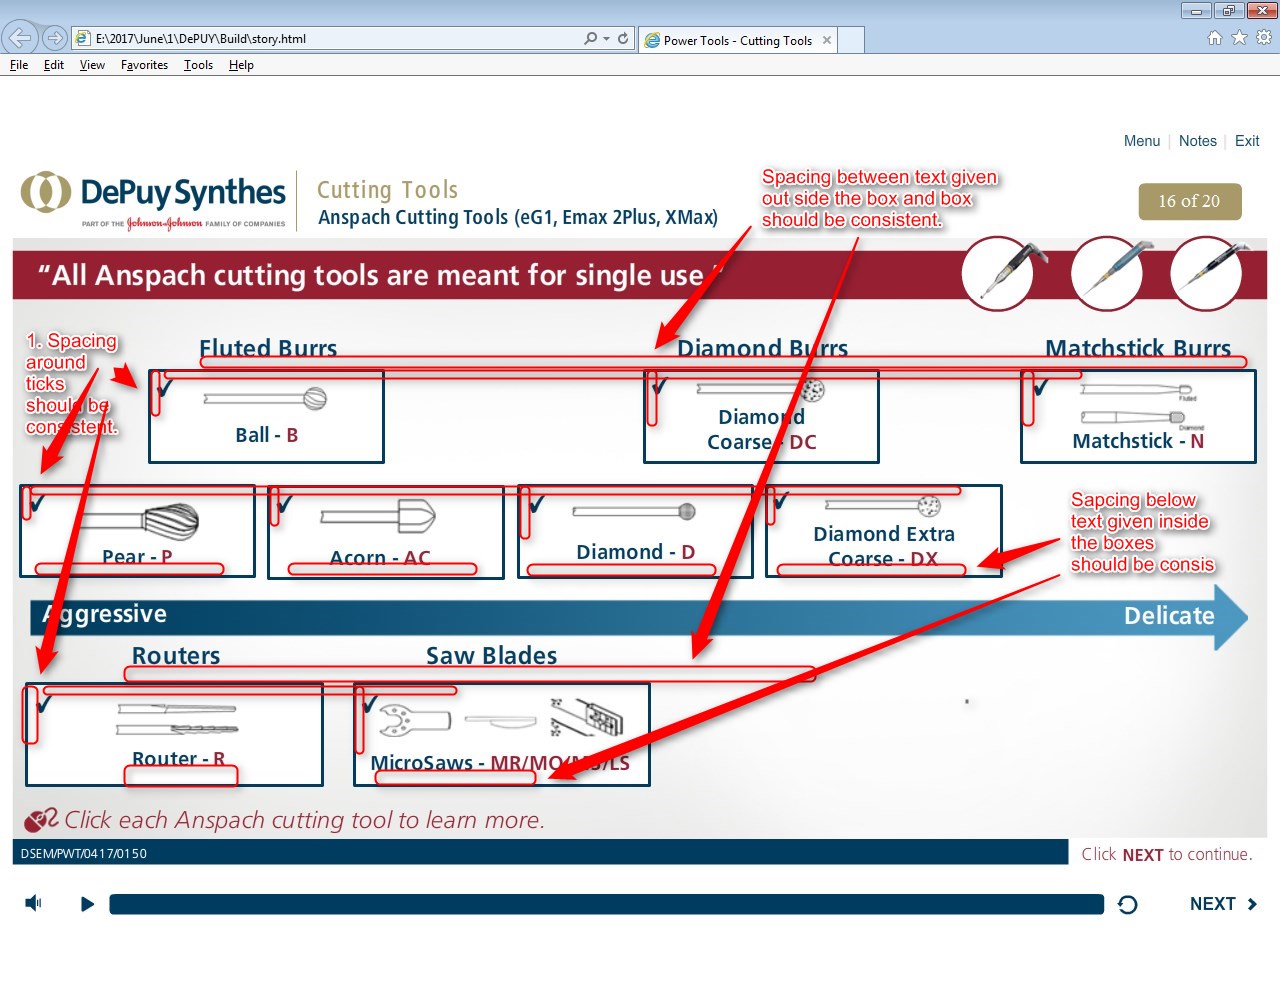 E:\2017\June\1\DePUY\Build\story.html
Power Tools - Cutting Tools
File Edit View Favorites Tools Help
Menu | Notes | Exit
DePuy Synthes
PART OF THE Johnson & Johnson FAMILY OF COMPANIES
Cutting Tools
Anspach Cutting Tools (eG1, Emax 2Plus, XMax)
Spacing between text given
out side the box and box
should be consistent.
16 of 20
“All Anspach cutting tools are meant for single use.”
1. Spacing
around
ticks
should be
consistent.
Fluted Burrs
Diamond Burrs
Matchstick Burrs
Ball - B
Diamond
Coarse - DC
Fluted
Diamond
Matchstick - N
Pear - P
Acorn - AC
Diamond - D
Diamond Extra
Coarse - DX
Sapcing below
text given inside
the boxes
should be consis
Aggressive
Delicate
Routers
Saw Blades
Router - R
MicroSaws - MR/MO/MS/LS
Click each Anspach cutting tool to learn more.
DSEM/PWT/0417/0150
Click NEXT to continue.
NEXT